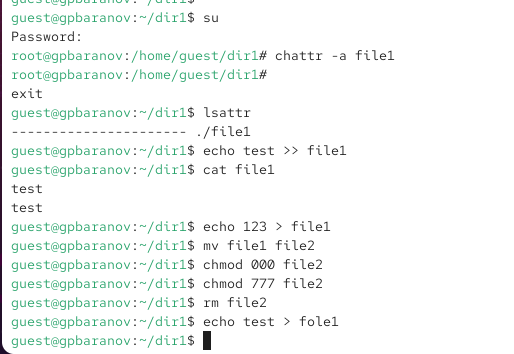 guest@gpbaranov:~/dir1$
guest@gpbaranov:~/dir1$ su
Password:
root@gpbaranov:/home/guest/dir1# chattr -a file1
root@gpbaranov:/home/guest/dir1#
exit
guest@gpbaranov:~/dir1$ lsattr
---------------------- ./file1
guest@gpbaranov:~/dir1$ echo test >> file1
guest@gpbaranov:~/dir1$ cat file1
test
test
guest@gpbaranov:~/dir1$ echo 123 > file1
guest@gpbaranov:~/dir1$ mv file1 file2
guest@gpbaranov:~/dir1$ chmod 000 file2
guest@gpbaranov:~/dir1$ chmod 777 file2
guest@gpbaranov:~/dir1$ rm file2
guest@gpbaranov:~/dir1$ echo test > fole1
guest@gpbaranov:~/dir1$